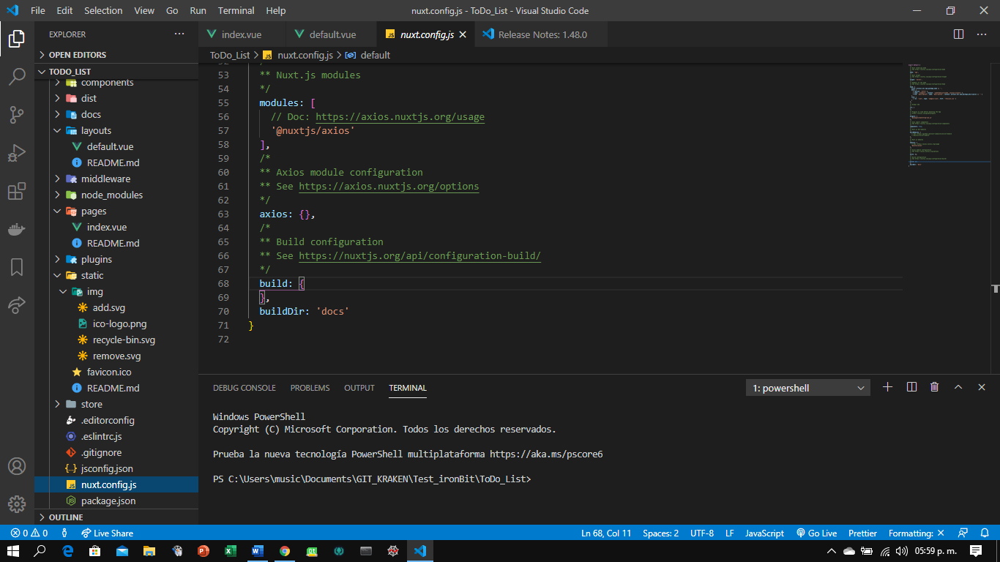 File Edit Selection View Go Run Terminal Help
nuxt.config.js - ToDo_List - Visual Studio Code
EXPLORER
OPEN EDITORS
TODO_LIST
components
dist
docs
layouts
default.vue
README.md
middleware
node_modules
pages
index.vue
README.md
plugins
static
img
add.svg
ico-logo.png
recycle-bin.svg
remove.svg
favicon.ico
README.md
store
.editorconfig
.eslintrc.js
.gitignore
jsconfig.json
nuxt.config.js
package.json
OUTLINE
index.vue default.vue nuxt.config.js Release Notes: 1.48.0
ToDo_List > nuxt.config.js > default
53 ** Nuxt.js modules
54 */
55 modules: [
56 // Doc: https://axios.nuxtjs.org/usage
57 '@nuxtjs/axios'
58 ],
59 /*
60 ** Axios module configuration
61 ** See https://axios.nuxtjs.org/options
62 */
63 axios: {},
64 /*
65 ** Build configuration
66 ** See https://nuxtjs.org/api/configuration-build/
67 */
68 build: {
69 },
70 buildDir: 'docs'
71 }
72
DEBUG CONSOLE PROBLEMS OUTPUT TERMINAL
1: powershell
Windows PowerShell
Copyright (C) Microsoft Corporation. Todos los derechos reservados.
Prueba la nueva tecnología PowerShell multiplataforma https://aka.ms/pscore6
PS C:\Users\music\Documents\GIT_KRAKEN\Test_ironBit\ToDo_List>
0 0 Live Share Ln 68, Col 11 Spaces: 2 UTF-8 LF JavaScript Go Live Prettier Formatting: ✕
05:59 p. m.